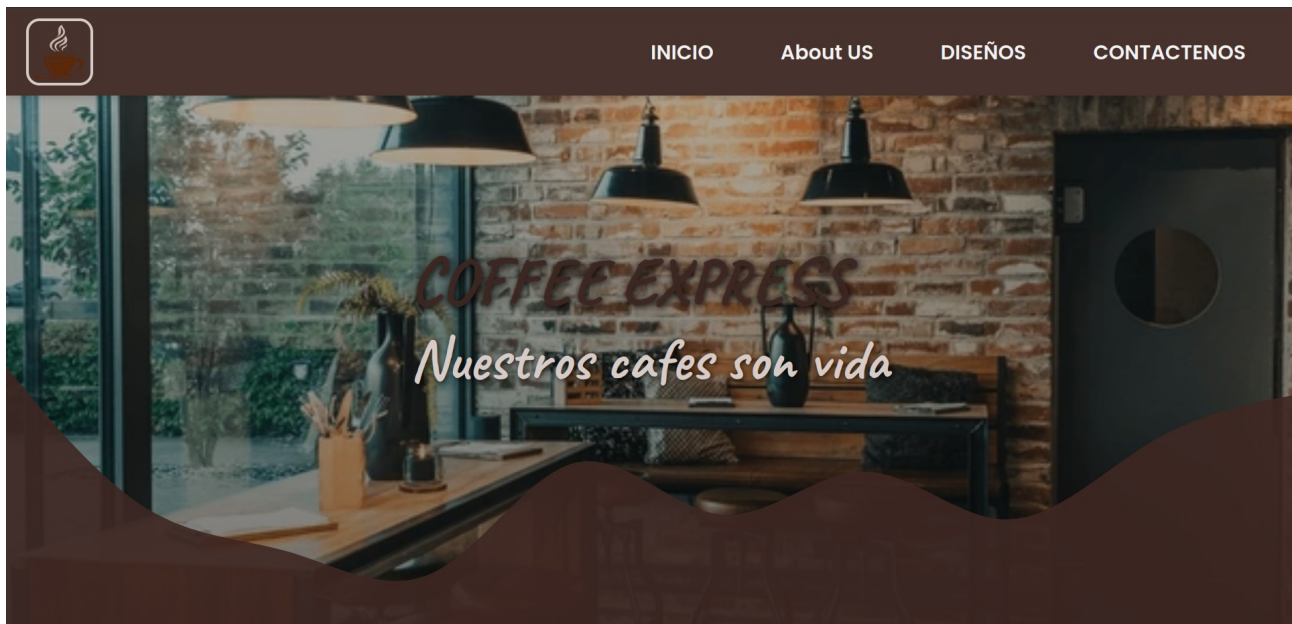 INICIO About US DISEÑOS CONTACTENOS
COFFEE EXPRESS
Nuestros cafes son vida